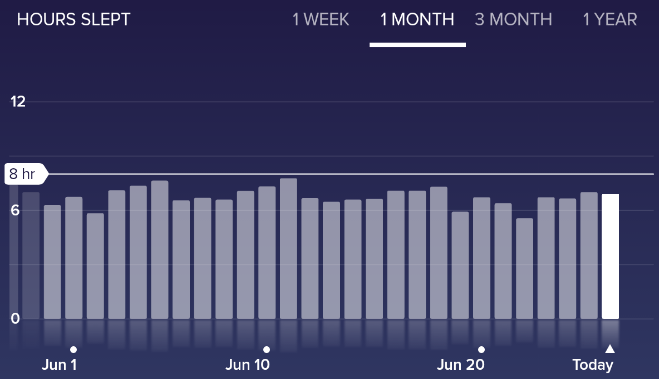 HOURS SLEPT 1 WEEK 1 MONTH 3 MONTH 1 YEAR
12
8 hr
6
0
Jun 1 Jun 10 Jun 20 Today